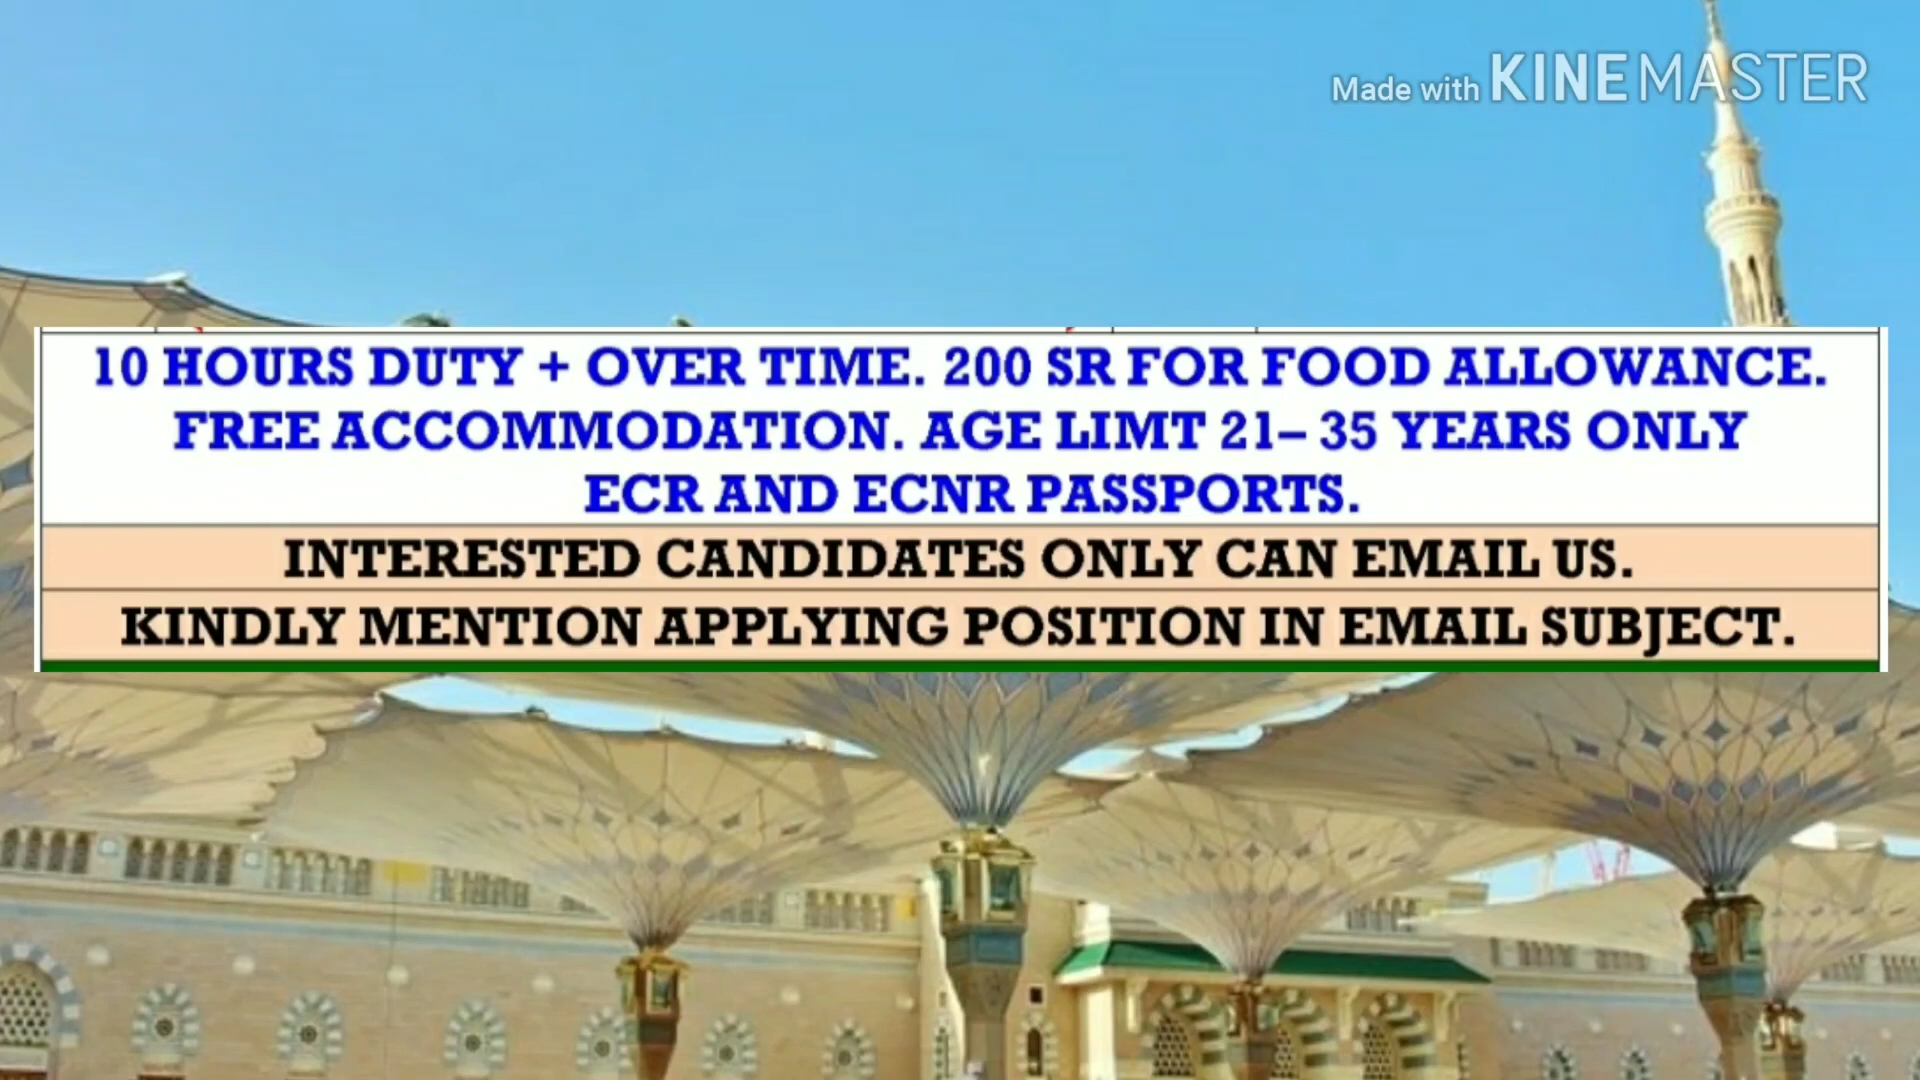 Made with KINEMASTER
10 HOURS DUTY + OVER TIME. 200 SR FOR FOOD ALLOWANCE.
FREE ACCOMMODATION. AGE LIMT 21– 35 YEARS ONLY
ECR AND ECNR PASSPORTS.
INTERESTED CANDIDATES ONLY CAN EMAIL US.
KINDLY MENTION APPLYING POSITION IN EMAIL SUBJECT.